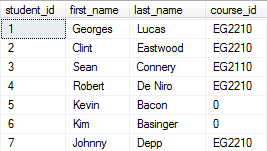 student_id first_name last_name course_id
1 Georges Lucas EG2210
2 Clint Eastwood EG2210
3 Sean Connery EG2110
4 Robert De Niro EG2210
5 Kevin Bacon 0
6 Kim Basinger 0
7 Johnny Depp EG2210